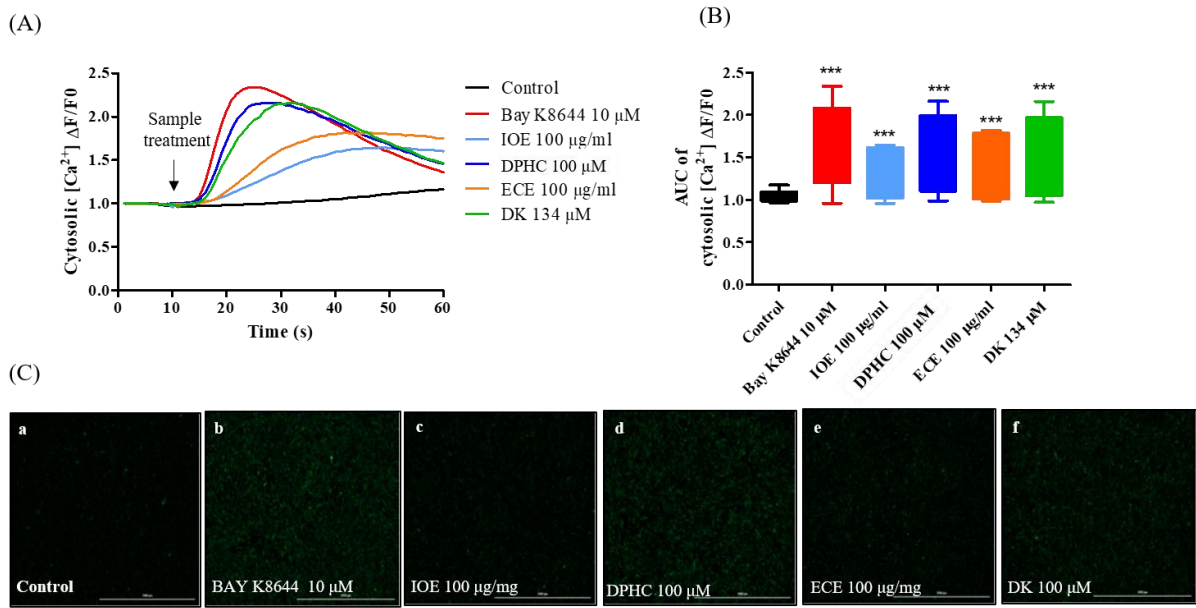 (A)
2.5
2.0
1.5
1.0
0.5
0.0
Cytosolic [Ca²⁺] ΔF/F0
Sample
treatment
0 10 20 30 40 50 60
Time (s)
Control
Bay K8644 10 µM
IOE 100 µg/ml
DPHC 100 µM
ECE 100 µg/ml
DK 134 µM
(B)
2.5
2.0
1.5
1.0
0.5
0.0
AUC of
cytosolic [Ca²⁺] ΔF/F0
***
***
***
***
***
Control
Bay K8644 10 µM
IOE 100 µg/ml
DPHC 100 µM
ECE 100 µg/ml
DK 134 µM
(C)
a
Control
b
BAY K8644 10 µM
c
IOE 100 µg/mg
d
DPHC 100 µM
e
ECE 100 µg/mg
f
DK 100 µM